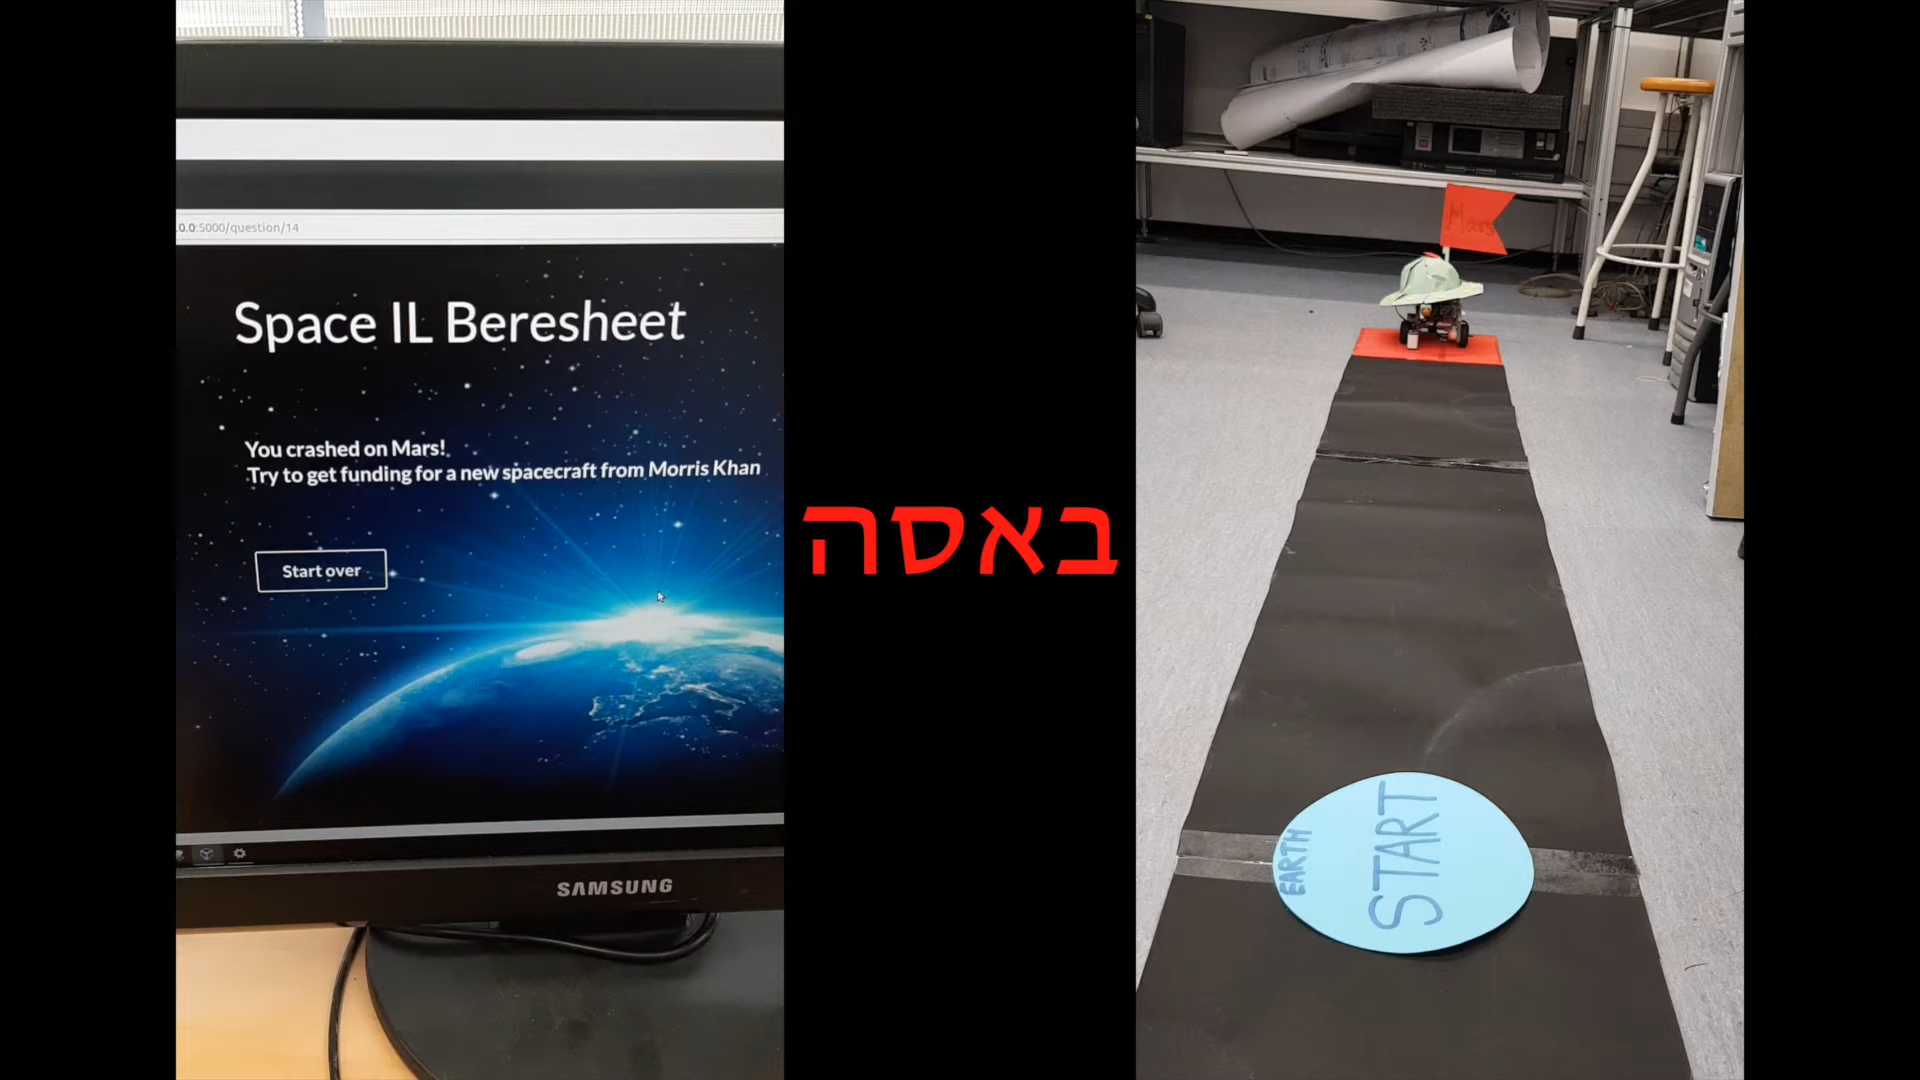 .0.0:5000/question/14
Space IL Beresheet
You crashed on Mars!
Try to get funding for a new spacecraft from Morris Khan
Start over
SAMSUNG
באסה
Mars
EARTH
START